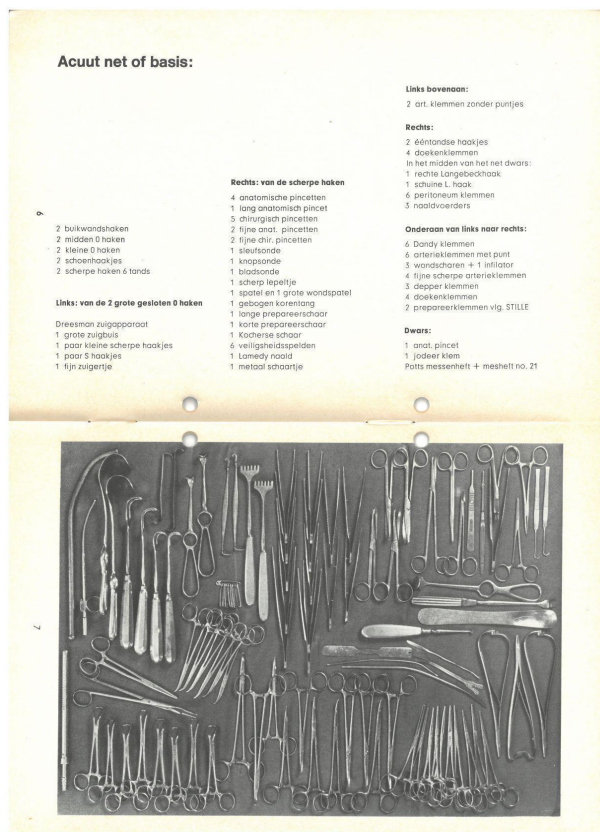 Acuut net of basis:
6
2 buikwandshaken
2 midden 0 haken
2 kleine 0 haken
2 schoenhaakjes
2 scherpe haken 6 tands
Links: van de 2 grote gesloten 0 haken
Dreesman zuigapparaat
1 grote zuigbuis
1 paar kleine scherpe haakjes
1 paar S haakjes
1 fijn zuigertje
Rechts: van de scherpe haken
4 anatomische pincetten
1 lang anatomisch pincet
5 chirurgisch pincetten
2 fijne anat. pincetten
2 fijne chir. pincetten
1 sleufsonde
1 knopsonde
1 bladsonde
1 scherp lepeltje
1 spatel en 1 grote wondspatel
1 gebogen korentang
1 lange prepareerschaar
1 korte prepareerschaar
1 Kocherse schaar
6 veiligsheidsspelden
1 Lamedy naald
1 metaal schaartje
Links bovenaan:
2 art. klemmen zonder puntjes
Rechts:
2 ééntandse haakjes
4 doekenklemmen
In het midden van het net dwars:
1 rechte Langebeckhaak
1 schuine L. haak
6 peritoneum klemmen
3 naaldvoerders
Onderaan van links naar rechts:
6 Dandy klemmen
6 arterieklemmen met punt
3 wondscharen + 1 infilator
4 fijne scherpe arterieklemmen
3 depper klemmen
4 doekenklemmen
2 prepareerklemmen vlg. STILLE
Dwars:
1 anat. pincet
1 jodeer klem
Potts messenheft + mesheft no. 21
7